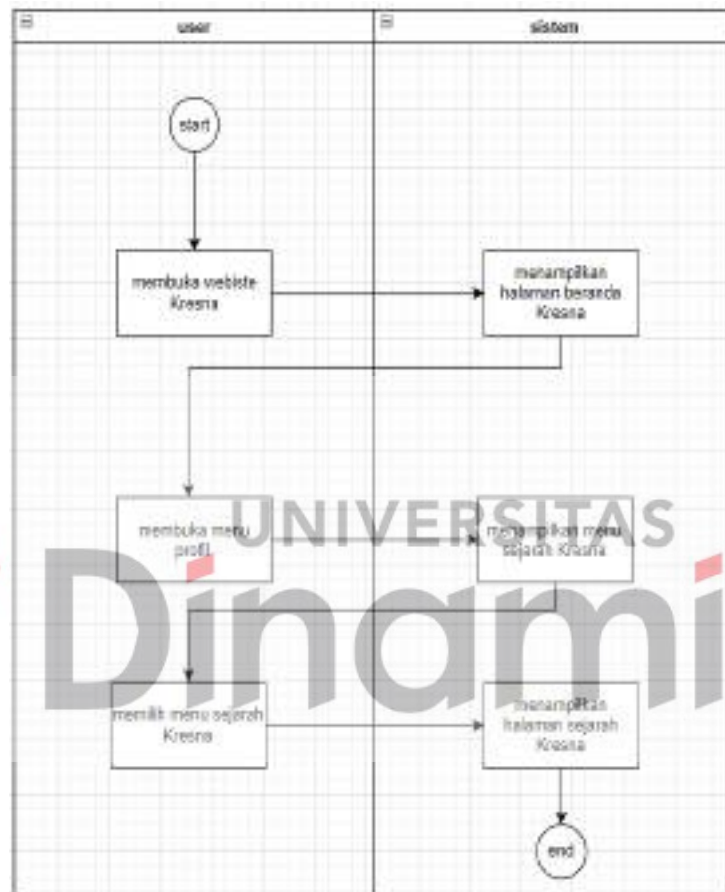 user
sistem
start
membuka webiste
Kresna
menampilkan
halaman beranda
Kresna
membuka menu
profil
menampilkan menu
sejarah Kresna
UNIVERSITAS
Dinami
memilih menu sejarah
Kresna
menampilkan
halaman sejarah
Kresna
end